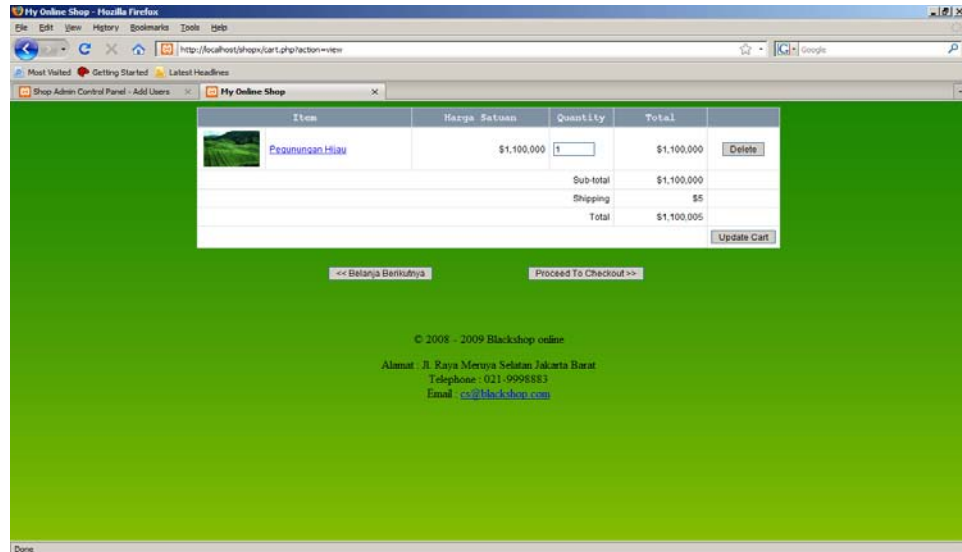 My Online Shop - Mozilla Firefox
File Edit View History Bookmarks Tools Help
http://localhost/shopx/cart.php?action=view
Google
Most Visited Getting Started Latest Headlines
Shop Admin Control Panel - Add Users My Online Shop
Item Harga Satuan Quantity Total
Pegunungan Hijau $1,100,000 1 $1,100,000 Delete
Sub-total $1,100,000
Shipping $5
Total $1,100,005
Update Cart
<< Belanja Berikutnya Proceed To Checkout >>
© 2008 - 2009 Blackshop online
Alamat : Jl. Raya Meruya Selatan Jakarta Barat
Telephone : 021-9998883
Email : cs@blackshop.com
Done